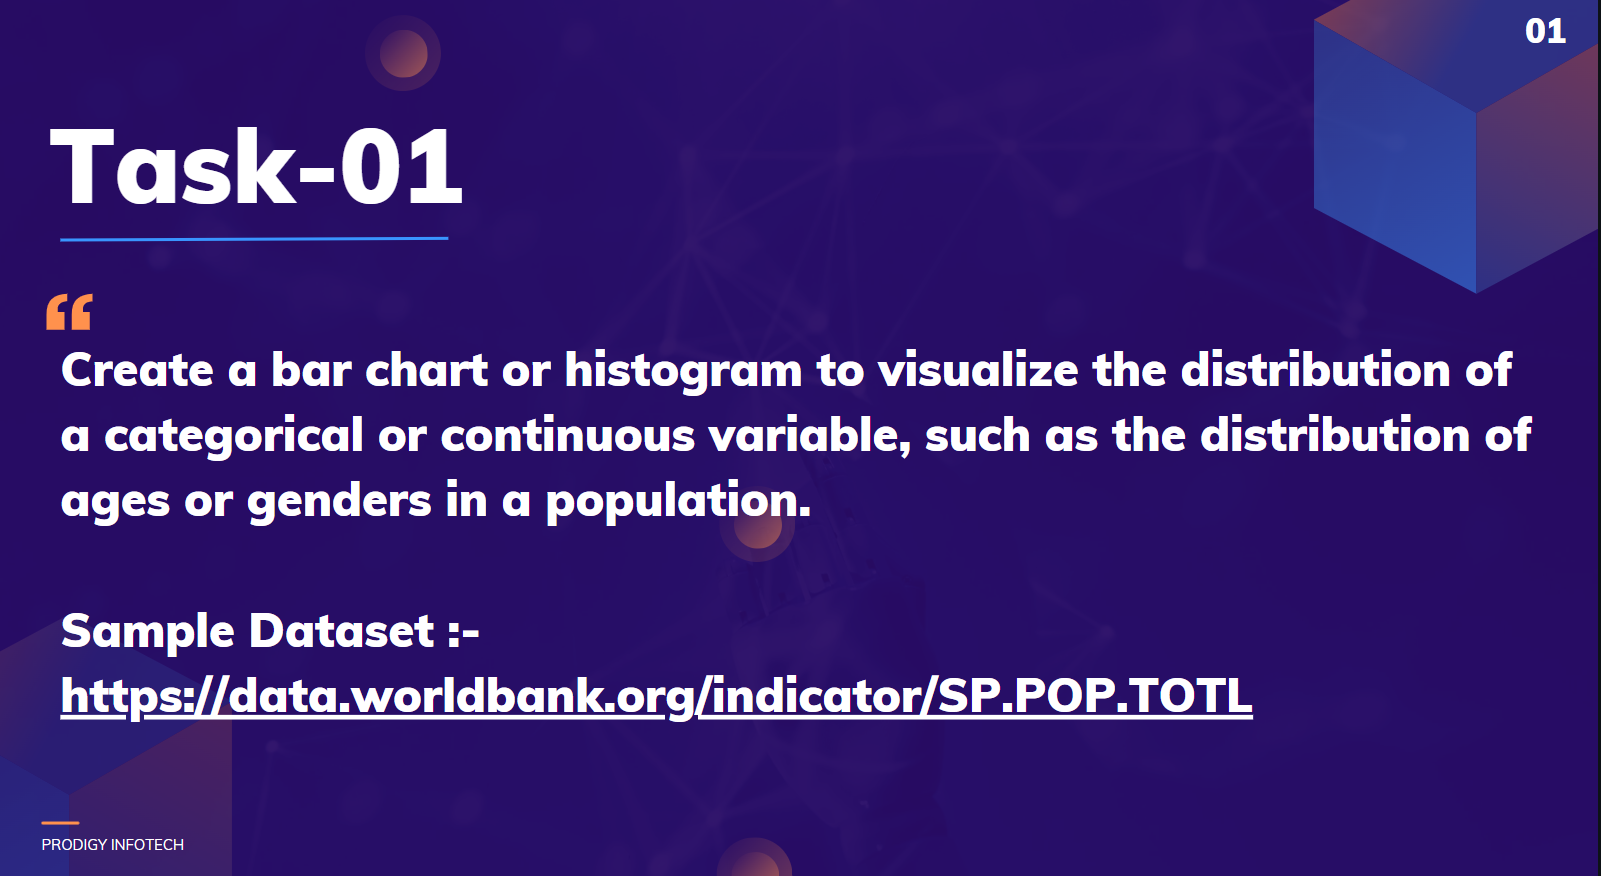 01
Task-01
“
Create a bar chart or histogram to visualize the distribution of
a categorical or continuous variable, such as the distribution of
ages or genders in a population.
Sample Dataset :-
https://data.worldbank.org/indicator/SP.POP.TOTL
PRODIGY INFOTECH